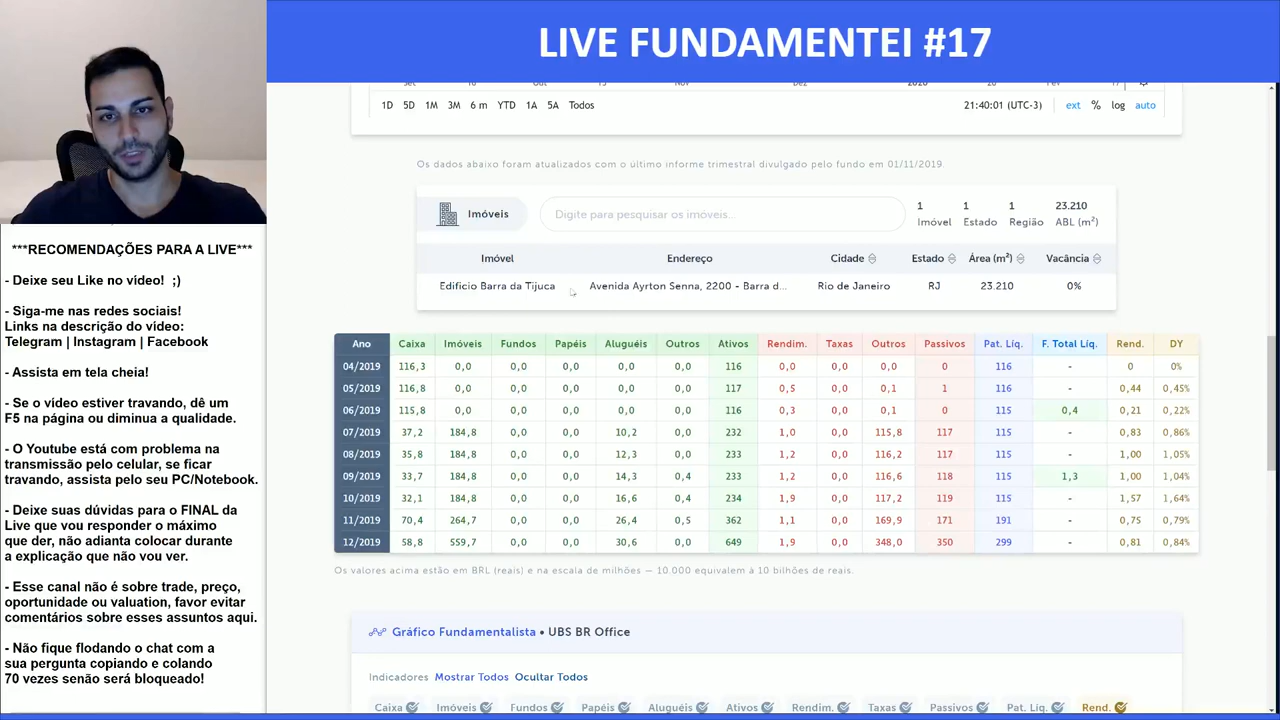 LIVE FUNDAMENTEI #17
***RECOMENDAÇÕES PARA A LIVE***
- Deixe seu Like no vídeo!  ;)
- Siga-me nas redes sociais!
Links na descrição do vídeo:
Telegram | Instagram | Facebook
- Assista em tela cheia!
- Se o vídeo estiver travando, dê um
F5 na página ou diminua a qualidade.
- O Youtube está com problema na
transmissão pelo celular, se ficar
travando, assista pelo seu PC/Notebook.
- Deixe suas dúvidas para o FINAL da
Live que vou responder o máximo
que der, não adianta colocar durante
a explicação que não vou ver.
- Esse canal não é sobre trade, preço,
oportunidade ou valuation, favor evitar
comentários sobre esses assuntos aqui.
- Não fique flodando o chat com a
sua pergunta copiando e colando
70 vezes senão será bloqueado!
1D 5D 1M 3M 6 m YTD 1A 5A Todos 21:40:01 (UTC-3) ext % log auto
Os dados abaixo foram atualizados com o último informe trimestral divulgado pelo fundo em 01/11/2019.
Imóveis Digite para pesquisar os imóveis... 1 1 1 23.210
Imóvel Estado Região ABL (m²)
Imóvel Endereço Cidade Estado Área (m²) Vacância
Edificio Barra da Tijuca Avenida Ayrton Senna, 2200 - Barra d... Rio de Janeiro RJ 23.210 0%
Ano Caixa Imóveis Fundos Papéis Aluguéis Outros Ativos Rendim. Taxas Outros Passivos Pat. Líq. F. Total Líq. Rend. DY
04/2019 116,3 0,0 0,0 0,0 0,0 0,0 116 0,0 0,0 0,0 0 116 - 0 0%
05/2019 116,8 0,0 0,0 0,0 0,0 0,0 117 0,5 0,0 0,1 1 116 - 0,44 0,45%
06/2019 115,8 0,0 0,0 0,0 0,0 0,0 116 0,3 0,0 0,1 0 115 0,4 0,21 0,22%
07/2019 37,2 184,8 0,0 0,0 10,2 0,0 232 1,0 0,0 115,8 117 115 - 0,83 0,86%
08/2019 35,8 184,8 0,0 0,0 12,3 0,0 233 1,2 0,0 116,2 117 115 - 1,00 1,05%
09/2019 33,7 184,8 0,0 0,0 14,3 0,4 233 1,2 0,0 116,6 118 115 1,3 1,00 1,04%
10/2019 32,1 184,8 0,0 0,0 16,6 0,4 234 1,9 0,0 117,2 119 115 - 1,57 1,64%
11/2019 70,4 264,7 0,0 0,0 26,4 0,5 362 1,1 0,0 169,9 171 191 - 0,75 0,79%
12/2019 58,8 559,7 0,0 0,0 30,6 0,0 649 1,9 0,0 348,0 350 299 - 0,81 0,84%
Os valores acima estão em BRL (reais) e na escala de milhões — 10.000 equivalem à 10 bilhões de reais.
Gráfico Fundamentalista • UBS BR Office
Indicadores Mostrar Todos Ocultar Todos
Caixa Imóveis Fundos Papéis Aluguéis Ativos Rendim. Taxas Passivos Pat. Líq. Rend.